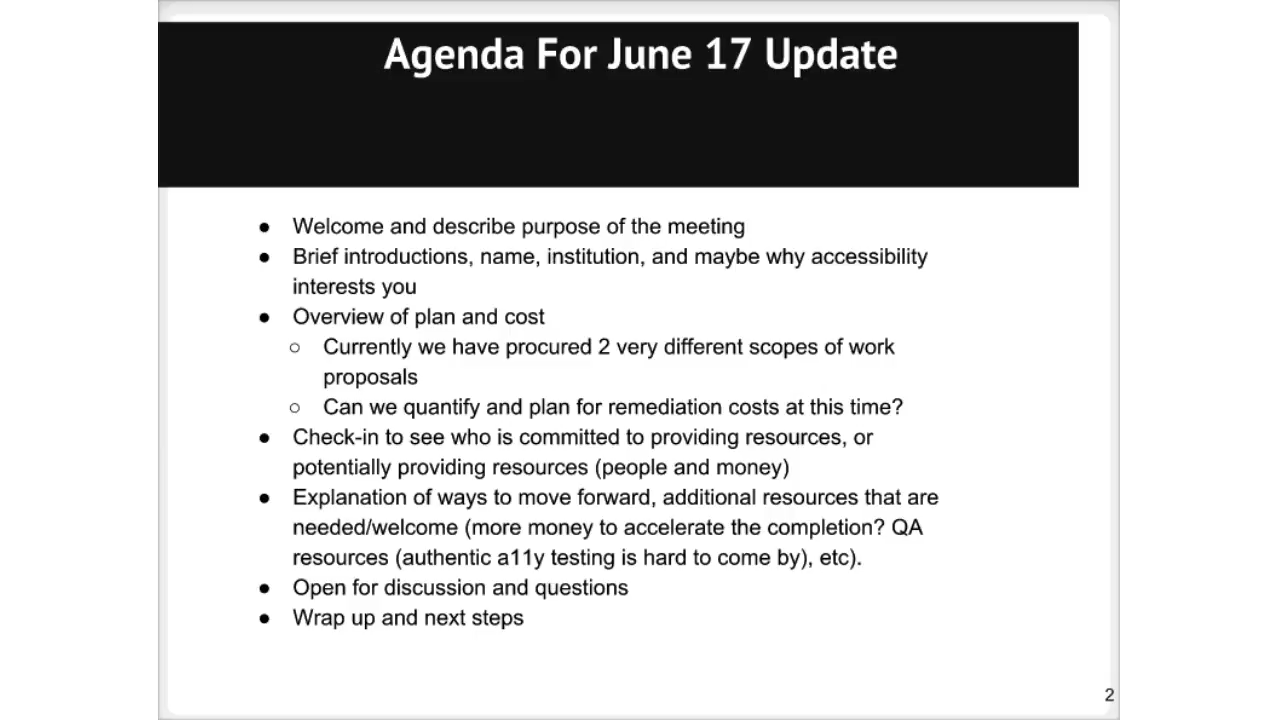 Agenda For June 17 Update
● Welcome and describe purpose of the meeting
● Brief introductions, name, institution, and maybe why accessibility
interests you
● Overview of plan and cost
○ Currently we have procured 2 very different scopes of work
proposals
○ Can we quantify and plan for remediation costs at this time?
● Check-in to see who is committed to providing resources, or
potentially providing resources (people and money)
● Explanation of ways to move forward, additional resources that are
needed/welcome (more money to accelerate the completion? QA
resources (authentic a11y testing is hard to come by), etc).
● Open for discussion and questions
● Wrap up and next steps
2